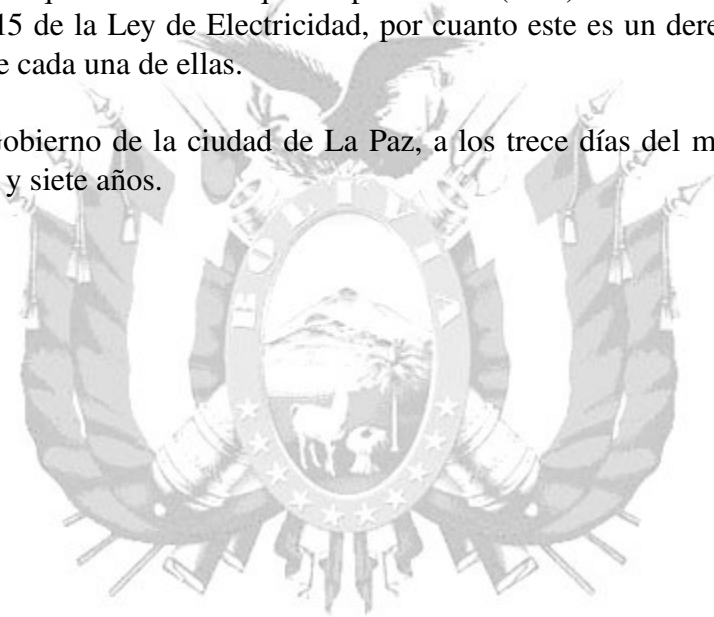 15 de la Ley de Electricidad, por cuanto este es un dere
e cada una de ellas.
obierno de la ciudad de La Paz, a los trece días del m
y siete años.
BOLIVIA